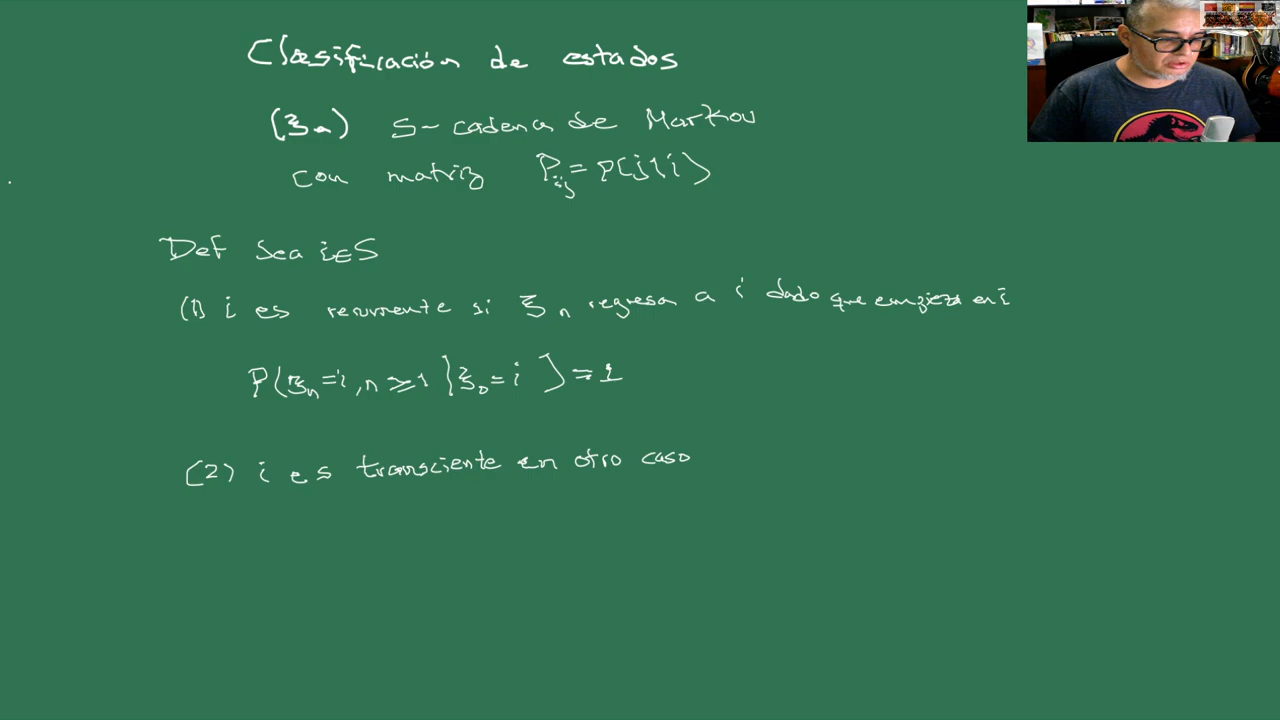 Clasificación de estados
(ξn) S-cadena de Markov
con matriz Pij = P(j|i)
Def Sea i∈S
(1) i es recurrente si ξn regresa a i dado que empieza en i
P(ξn=i, n≥1 | ξ0=i) = 1
(2) i es transciente en otro caso